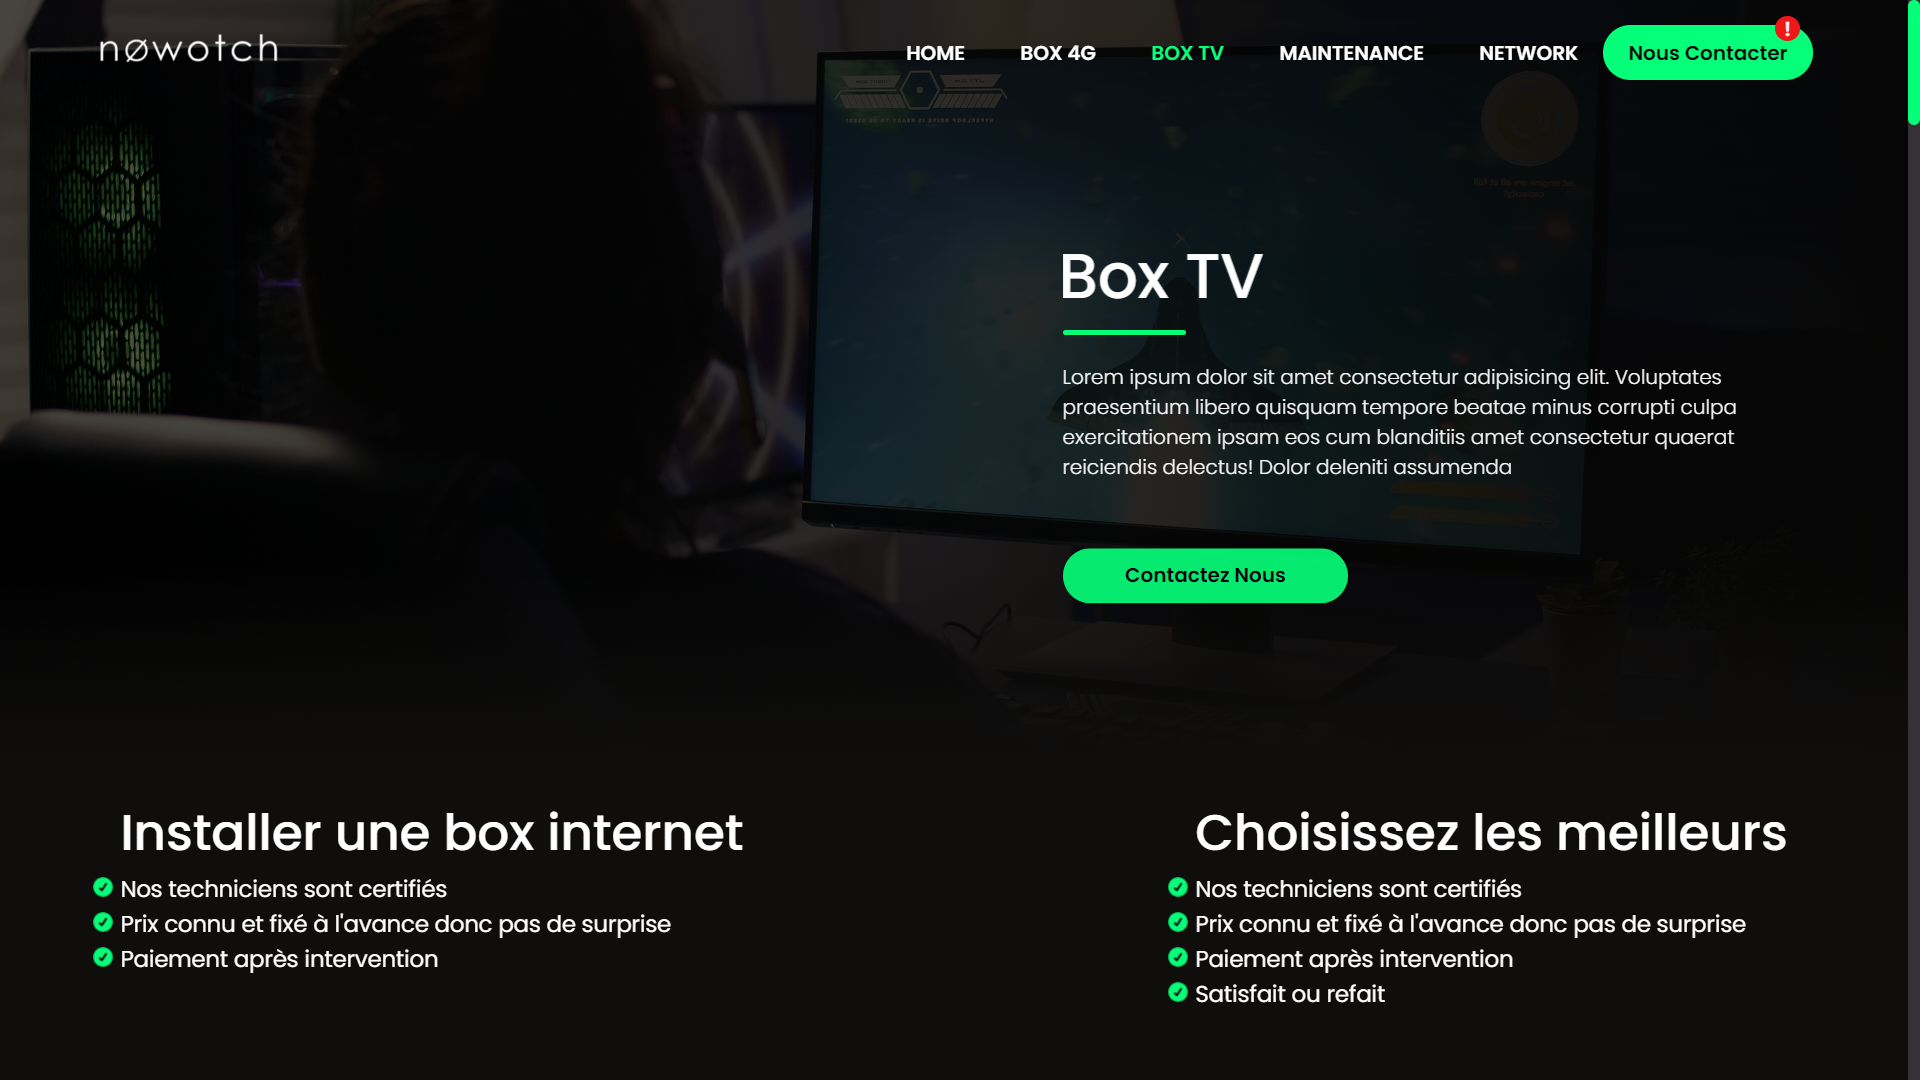 nøwotch
HOME
BOX 4G
BOX TV
MAINTENANCE
NETWORK
Nous Contacter
!
Box TV
Lorem ipsum dolor sit amet consectetur adipisicing elit. Voluptates
praesentium libero quisquam tempore beatae minus corrupti culpa
exercitationem ipsam eos cum blanditiis amet consectetur quaerat
reiciendis delectus! Dolor deleniti assumenda
Contactez Nous
Installer une box internet
Nos techniciens sont certifiés
Prix connu et fixé à l'avance donc pas de surprise
Paiement après intervention
Choisissez les meilleurs
Nos techniciens sont certifiés
Prix connu et fixé à l'avance donc pas de surprise
Paiement après intervention
Satisfait ou refait